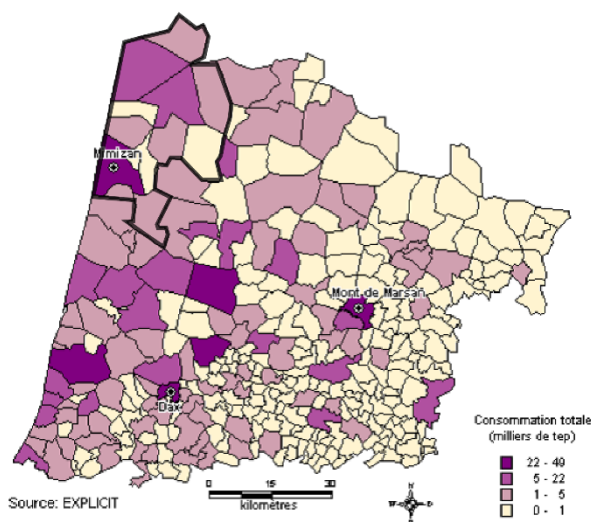 Mimizan
Mont de Marsan
Dax
Consommation totale
(milliers de tep)
22 - 49
5 - 22
1 - 5
0 - 1
Source: EXPLICIT
0 15 30
kilomètres
N
W E
S